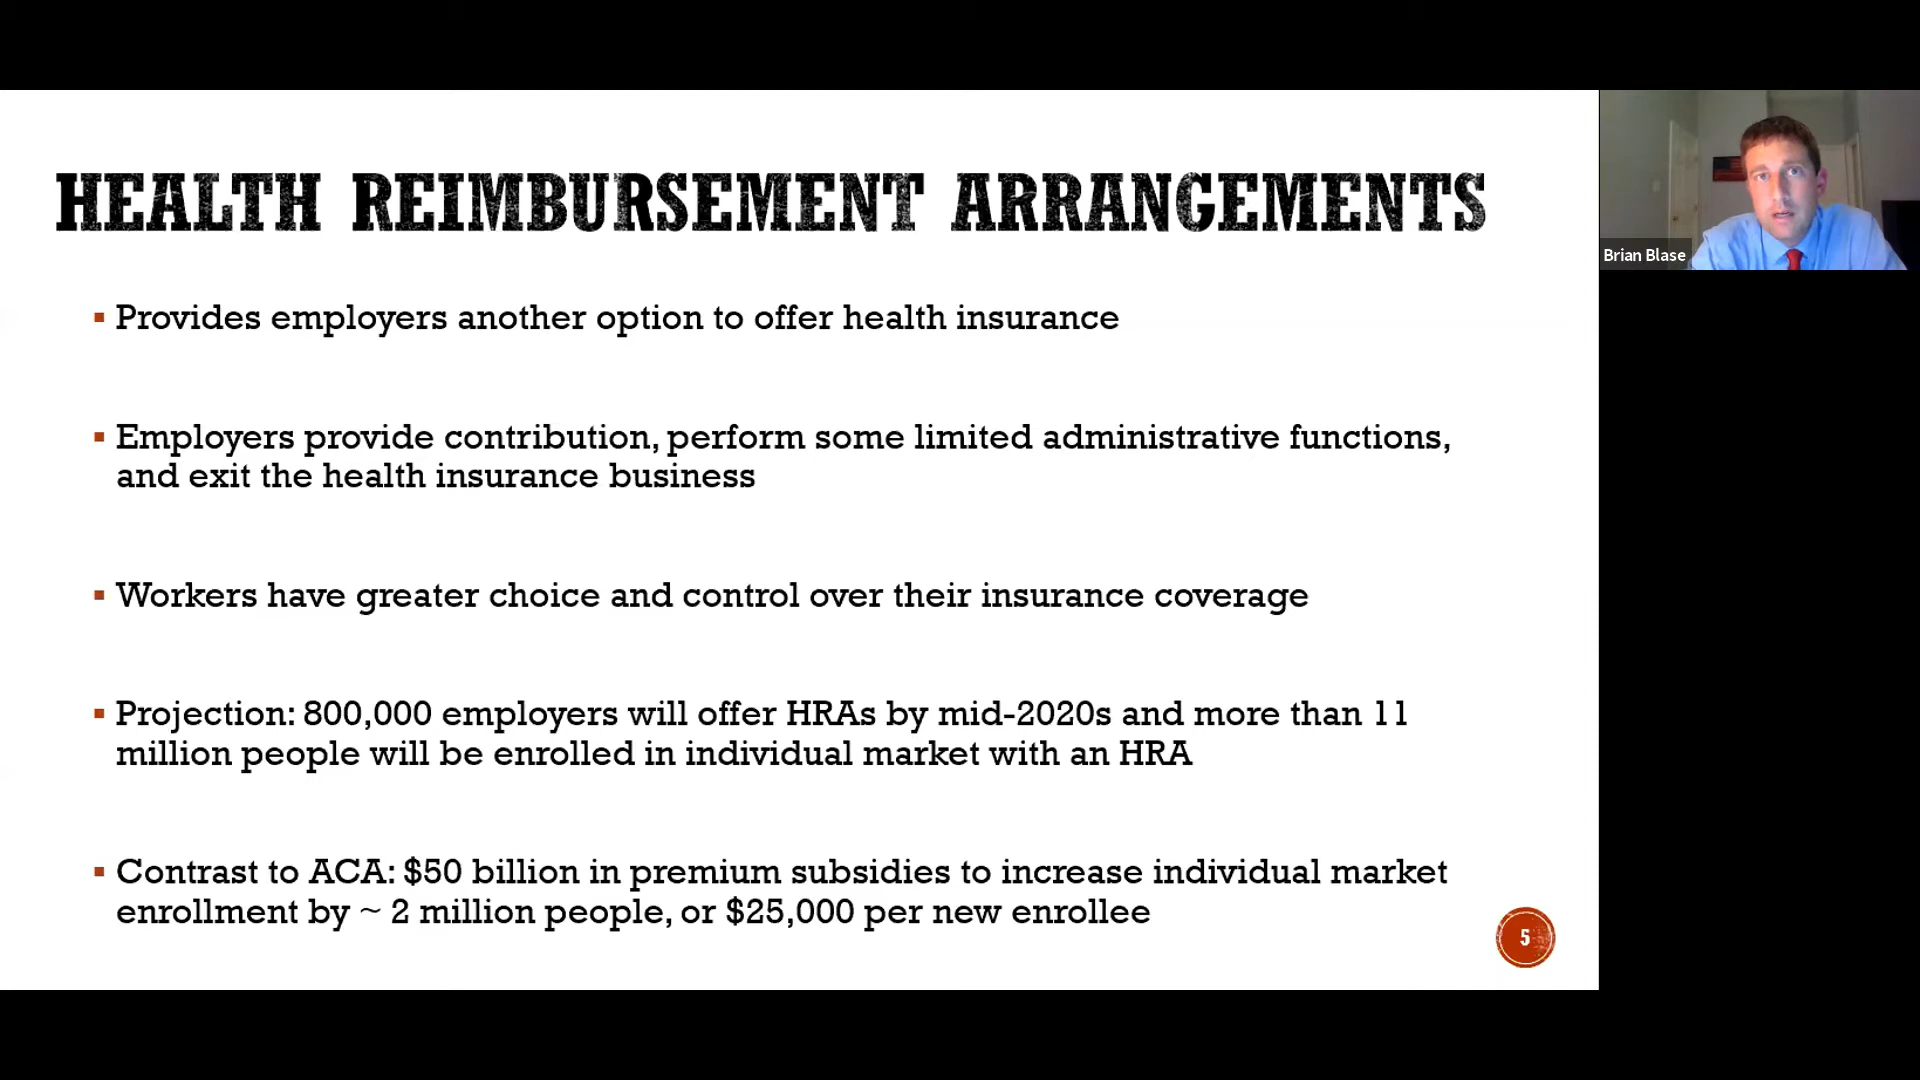 HEALTH REIMBURSEMENT ARRANGEMENTS
▪ Provides employers another option to offer health insurance
▪ Employers provide contribution, perform some limited administrative functions,
and exit the health insurance business
▪ Workers have greater choice and control over their insurance coverage
▪ Projection: 800,000 employers will offer HRAs by mid-2020s and more than 11
million people will be enrolled in individual market with an HRA
▪ Contrast to ACA: $50 billion in premium subsidies to increase individual market
enrollment by ~ 2 million people, or $25,000 per new enrollee
5
Brian Blase